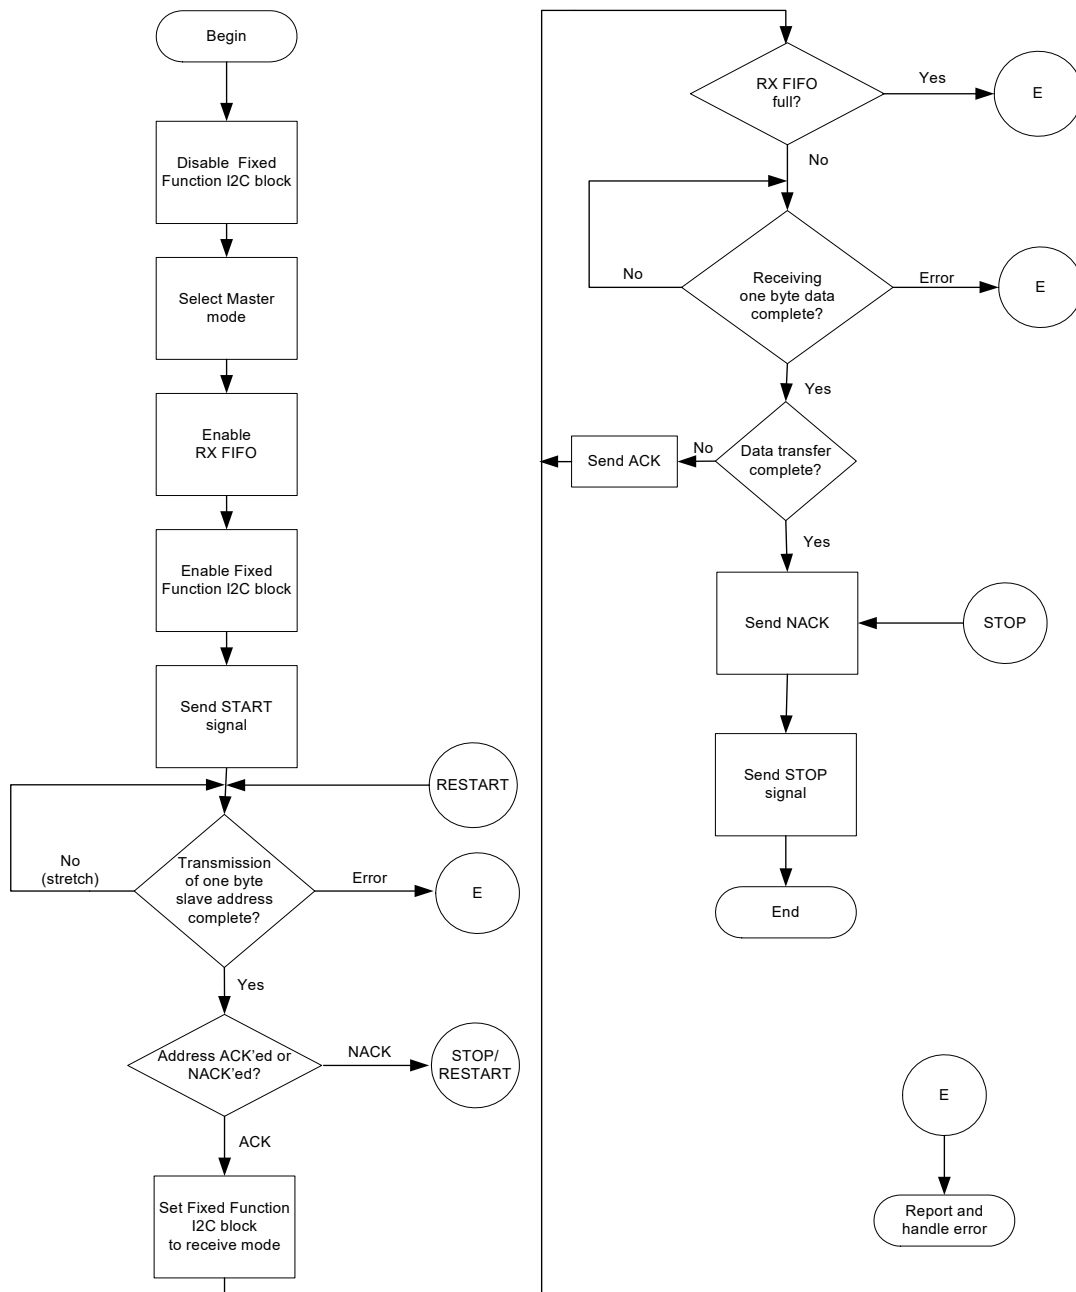 Begin
Disable Fixed
Function I2C block
Select Master
mode
Enable
RX FIFO
Enable Fixed
Function I2C block
Send START
signal
RESTART
No
(stretch)
Transmission
of one byte
slave address
complete?
Error
E
Yes
Address ACK'ed or
NACK'ed?
NACK
STOP/
RESTART
ACK
Set Fixed Function
I2C block
to receive mode
RX FIFO
full?
Yes
E
No
No
Receiving
one byte data
complete?
Error
E
Yes
Send ACK
No
Data transfer
complete?
Yes
Send NACK
STOP
Send STOP
signal
End
E
Report and
handle error